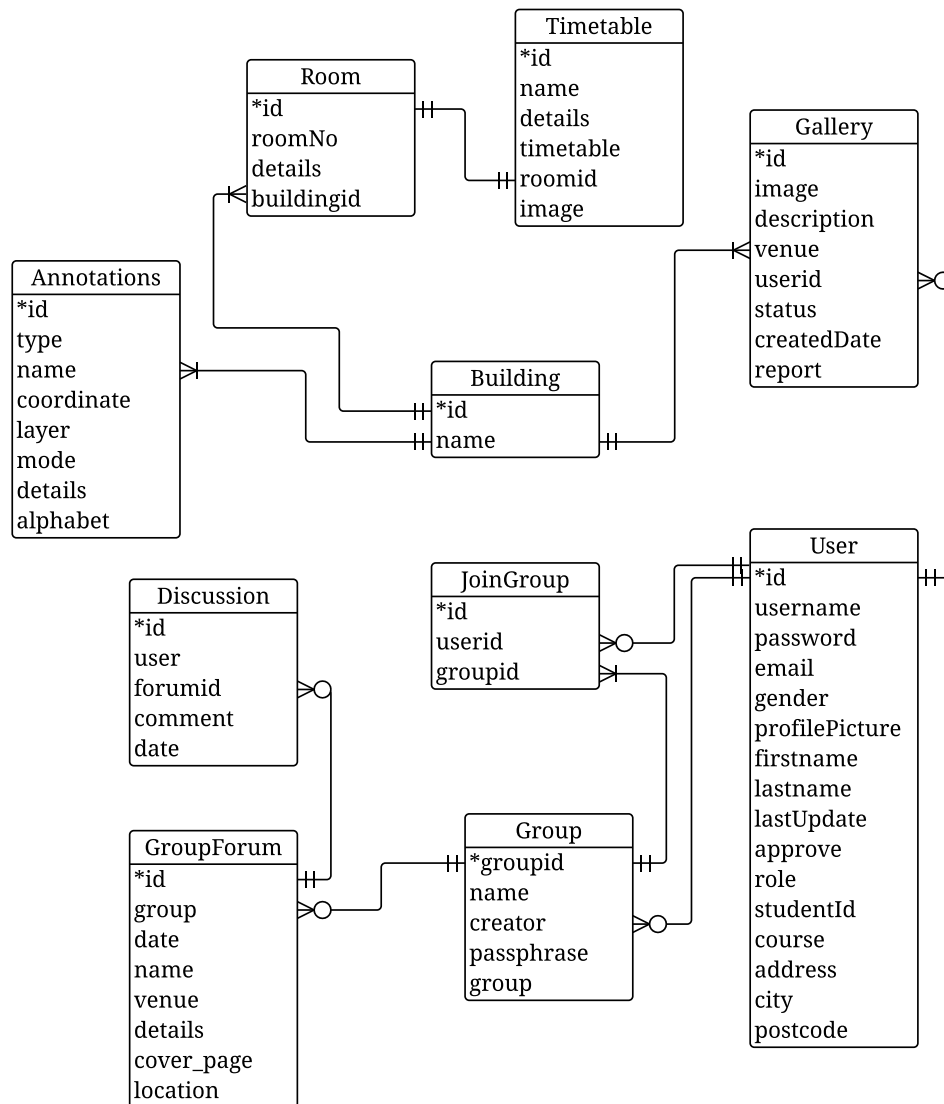 Timetable
*id
name
details
timetable
roomid
image
Room
*id
roomNo
details
buildingid
Gallery
*id
image
description
venue
userid
status
createdDate
report
Annotations
*id
type
name
coordinate
layer
mode
details
alphabet
Building
*id
name
User
*id
username
password
email
gender
profilePicture
firstname
lastname
lastUpdate
approve
role
studentId
course
address
city
postcode
JoinGroup
*id
userid
groupid
Discussion
*id
user
forumid
comment
date
Group
*groupid
name
creator
passphrase
group
GroupForum
*id
group
date
name
venue
details
cover_page
location